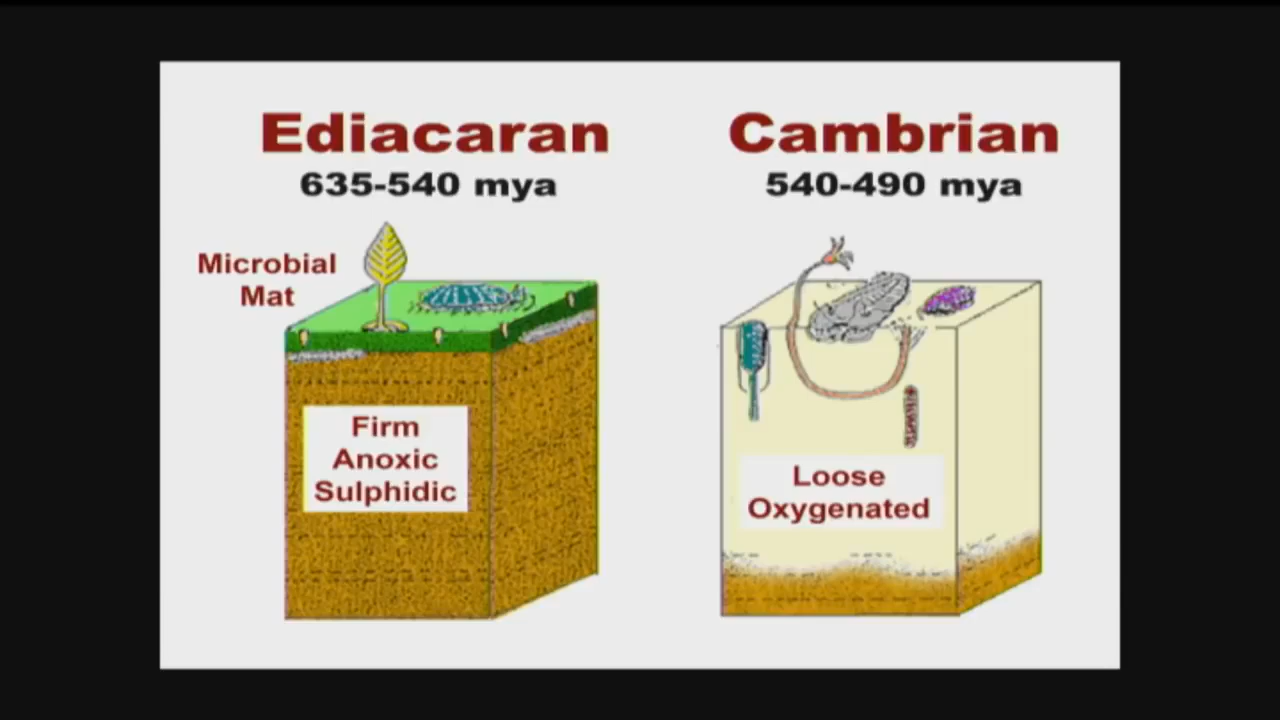 Ediacaran
635-540 mya
Microbial
Mat
Firm
Anoxic
Sulphidic
Cambrian
540-490 mya
Loose
Oxygenated